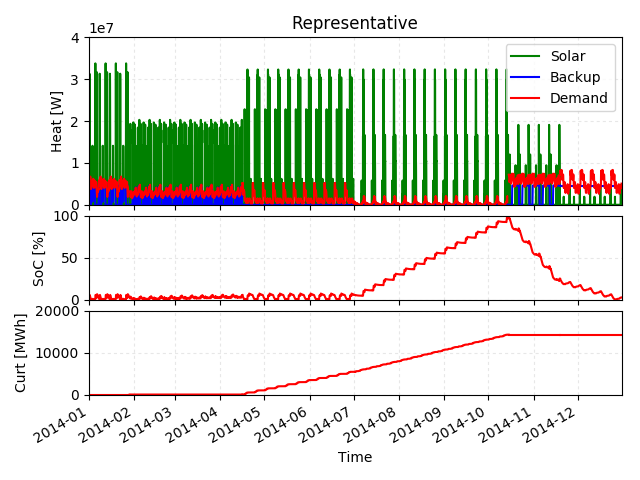 Representative
1e7
4
3
2
1
0
Heat [W]
Solar
Backup
Demand
100
50
0
SoC [%]
20000
10000
0
Curt [MWh]
2014-01
2014-02
2014-03
2014-04
2014-05
2014-06
2014-07
2014-08
2014-09
2014-10
2014-11
2014-12
Time